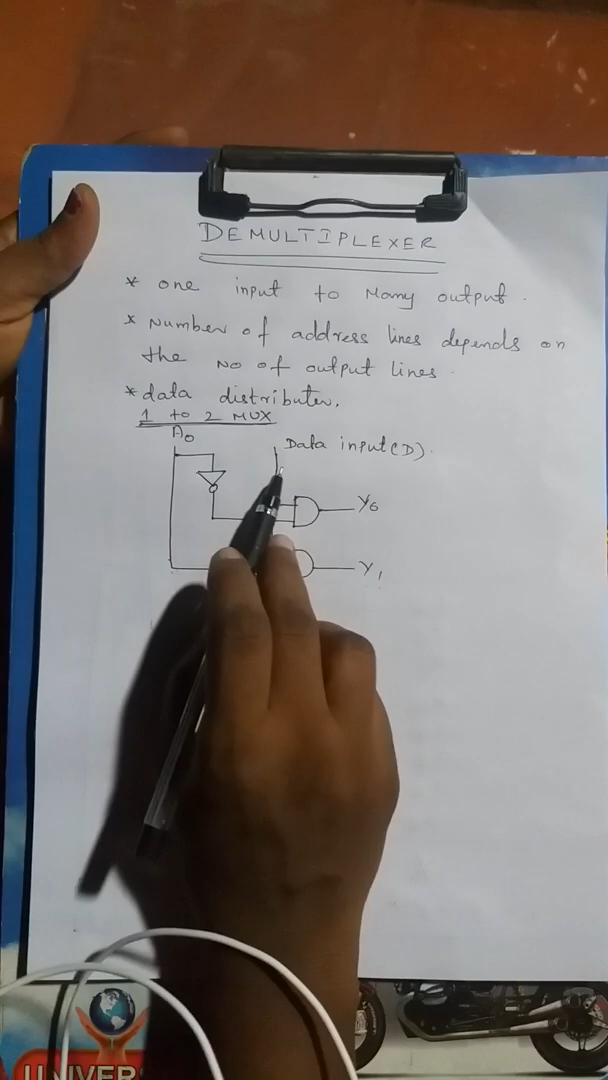 DEMULTIPLEXER
* one input to Many output.
* Number of address lines depends on
the No of output lines.
* data distributer.
1 to 2 MUX
A0
Data input(D).
Y0
Y1
UNIVER